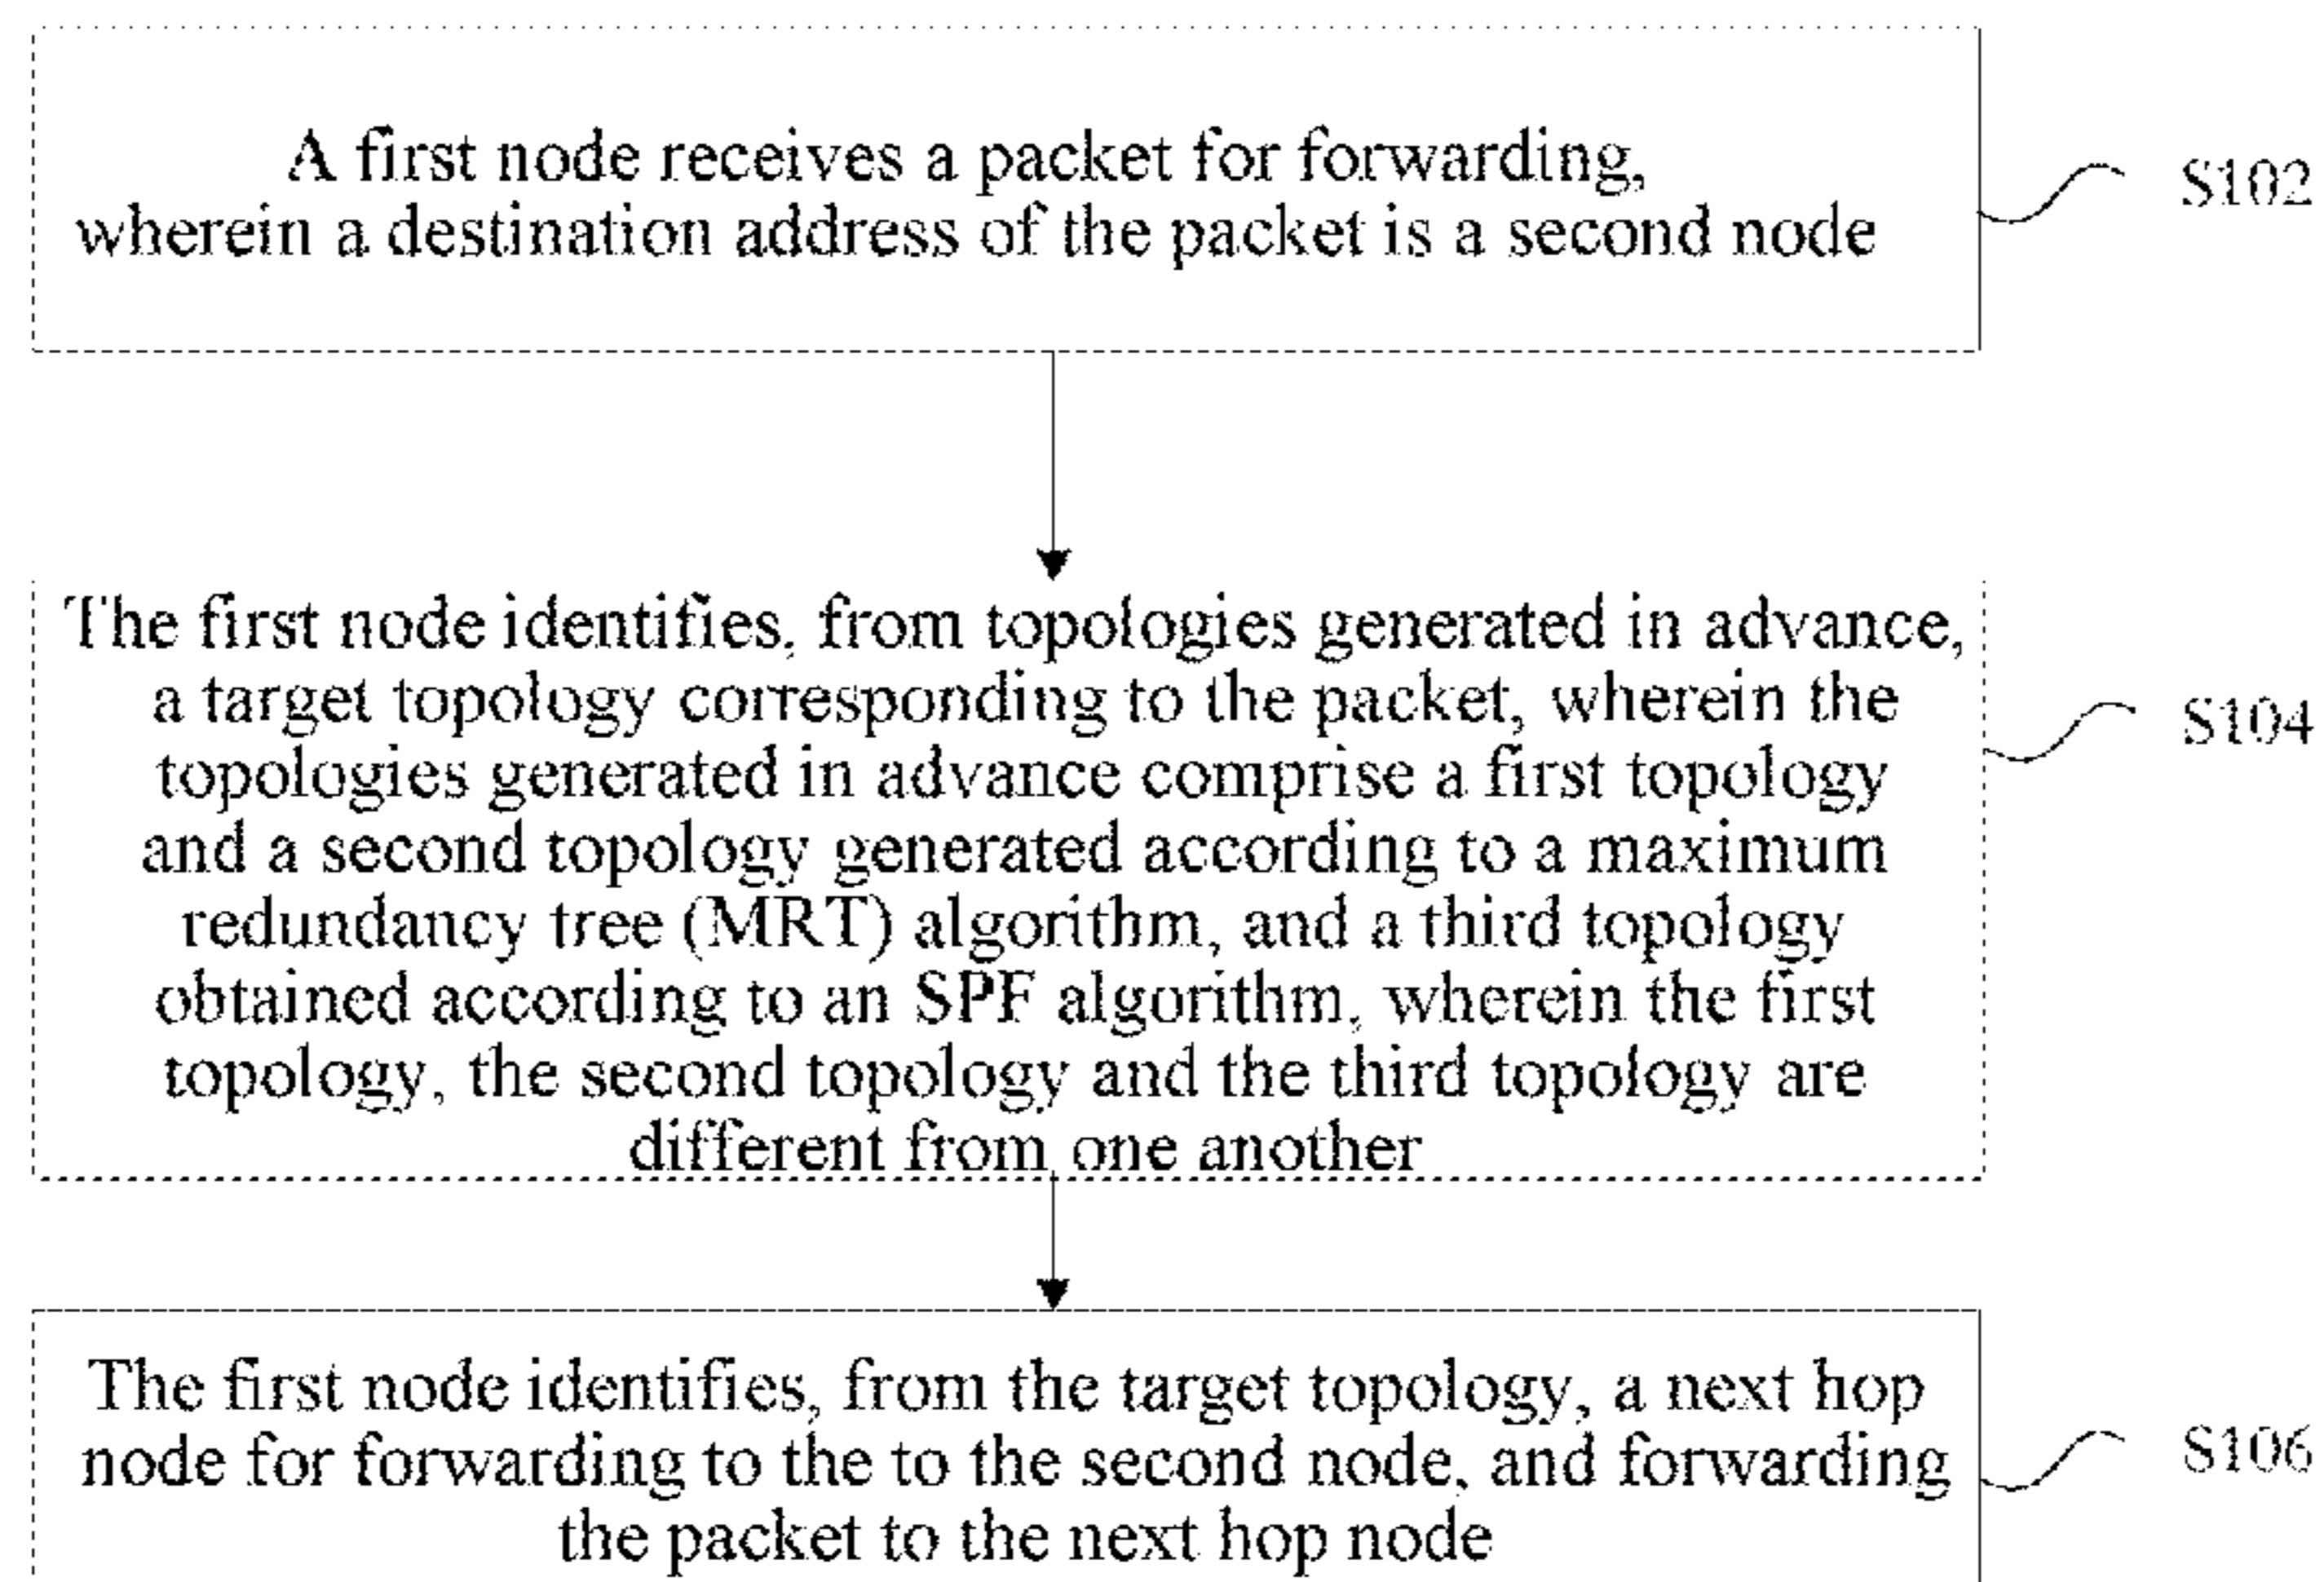 A first node receives a packet for forwarding,
wherein a destination address of the packet is a second node
S102
The first node identifies, from topologies generated in advance,
a target topology corresponding to the packet, wherein the
topologies generated in advance comprise a first topology
and a second topology generated according to a maximum
redundancy tree (MRT) algorithm, and a third topology
obtained according to an SPF algorithm, wherein the first
topology, the second topology and the third topology are
different from one another
S104
The first node identifies, from the target topology, a next hop
node for forwarding to the to the second node, and forwarding
the packet to the next hop node
S106